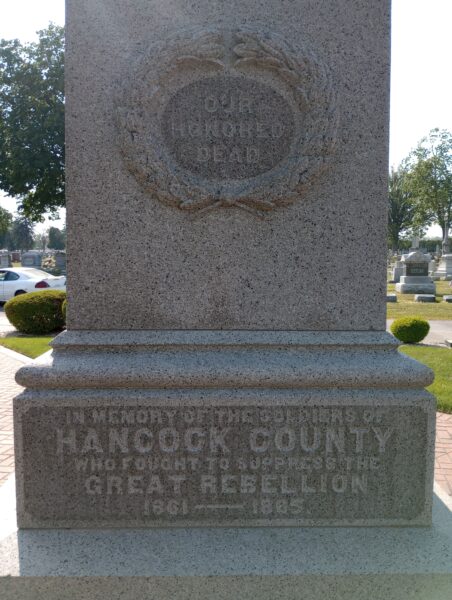 OUR
HONORED
DEAD
IN MEMORY OF THE SOLDIERS OF
HANCOCK COUNTY
WHO FOUGHT TO SUPPRESS THE
GREAT REBELLION
1861 — 1865.